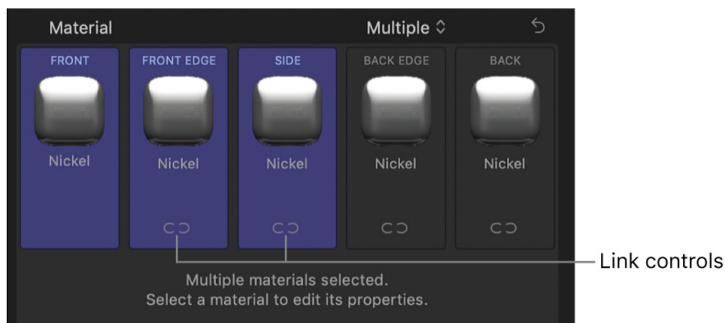 Material Multiple
FRONT FRONT EDGE SIDE BACK EDGE BACK
Nickel Nickel Nickel Nickel Nickel
Link controls
Multiple materials selected.
Select a material to edit its properties.